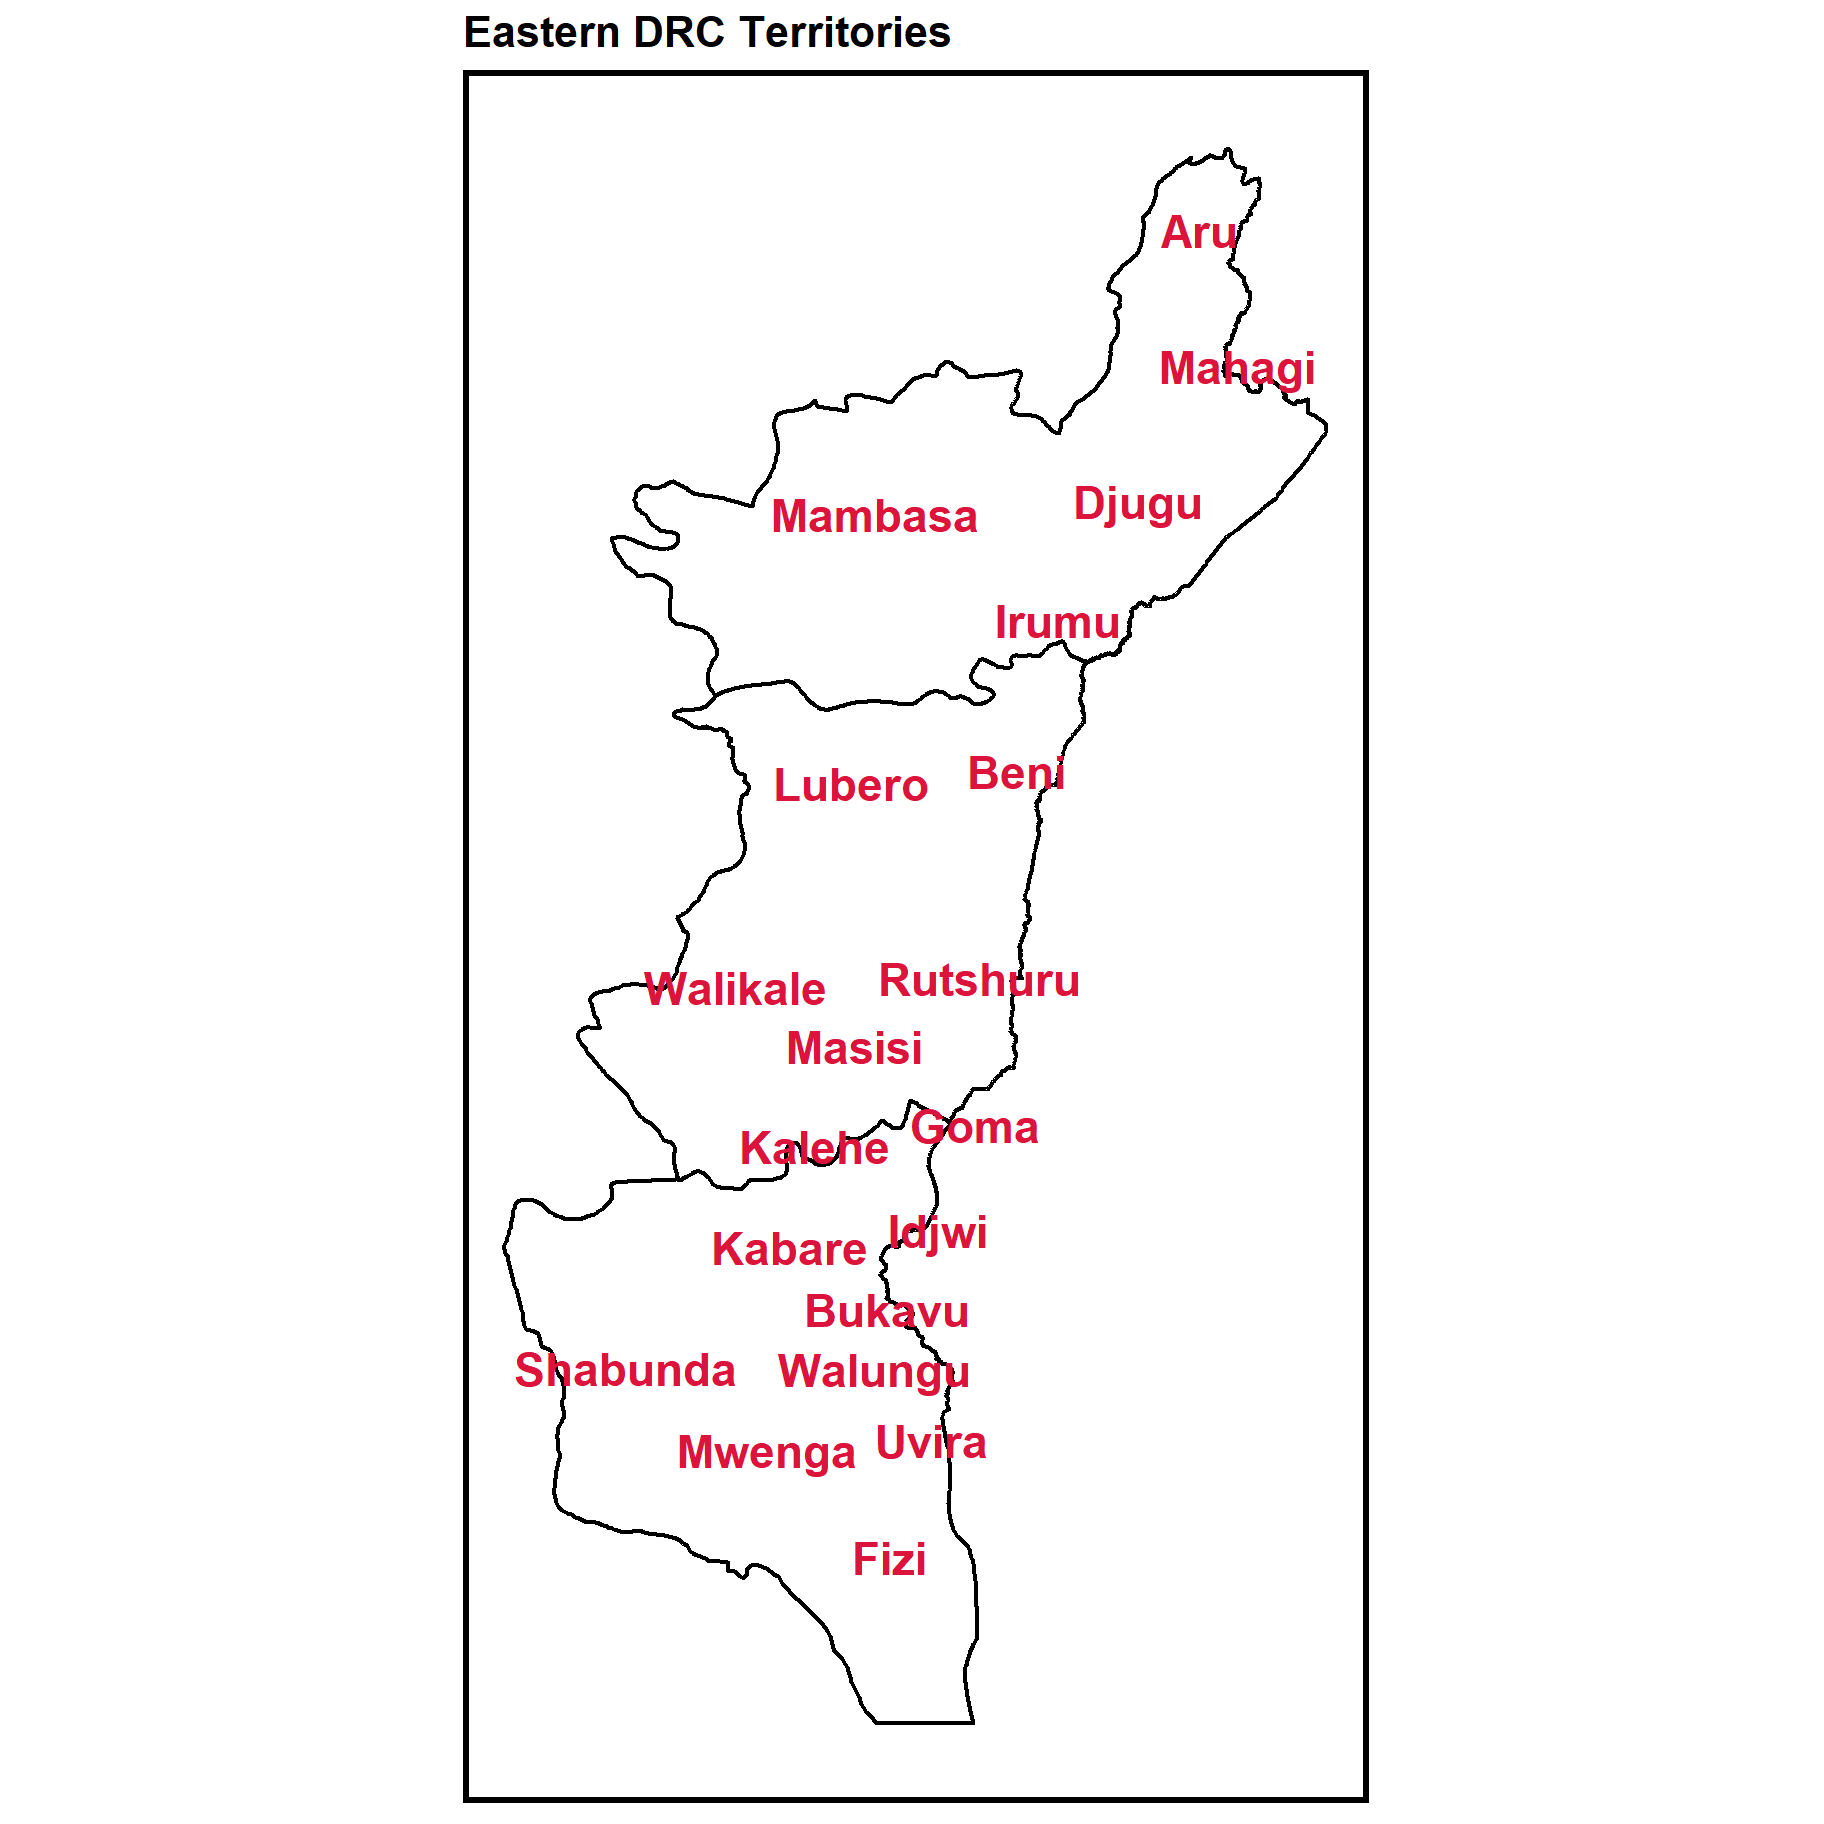 Eastern DRC Territories
Aru
Mahagi
Mambasa
Djugu
Irumu
Lubero
Beni
Walikale
Rutshuru
Masisi
Goma
Kalehe
Idjwi
Kabare
Bukavu
Shabunda
Walungu
Mwenga
Uvira
Fizi